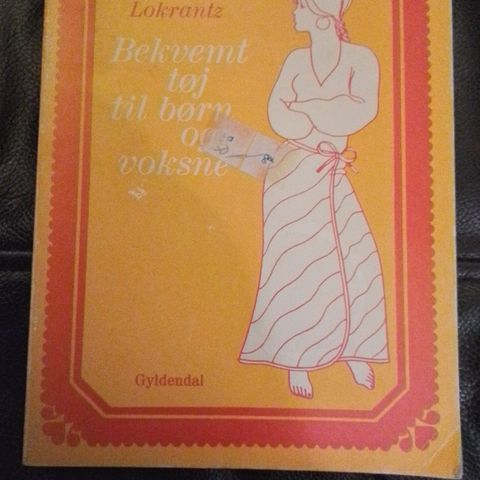 Lokrantz
Bekvemt
tøj
til børn
og
voksne
Gyldendal